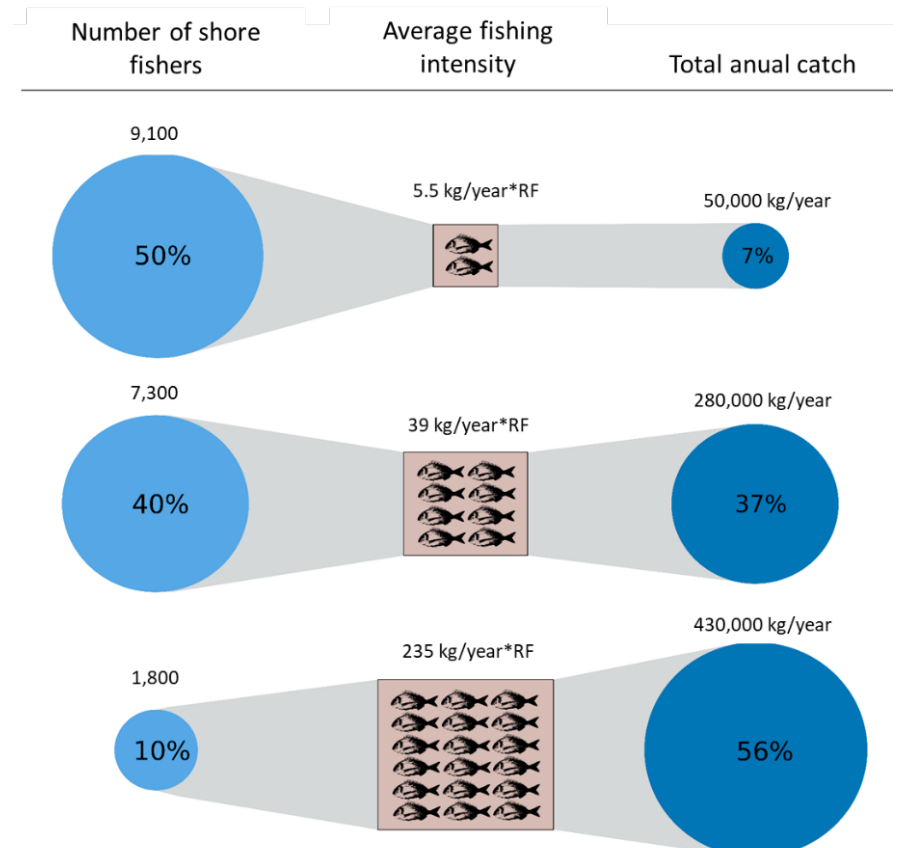 Number of shore
fishers
Average fishing
intensity
Total anual catch
9,100
50%
5.5 kg/year*RF
50,000 kg/year
7%
7,300
40%
39 kg/year*RF
280,000 kg/year
37%
1,800
10%
235 kg/year*RF
430,000 kg/year
56%